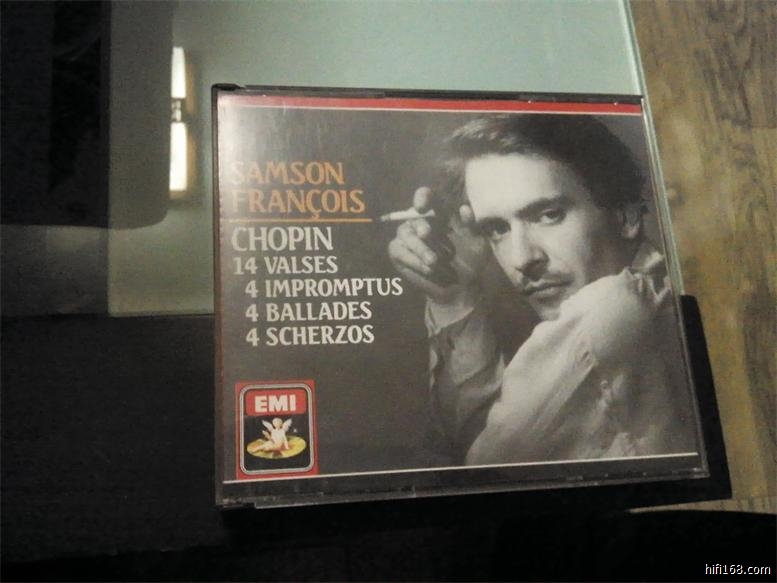 SAMSON
FRANÇOIS
CHOPIN
14 VALSES
4 IMPROMPTUS
4 BALLADES
4 SCHERZOS
EMI
hifi168.com